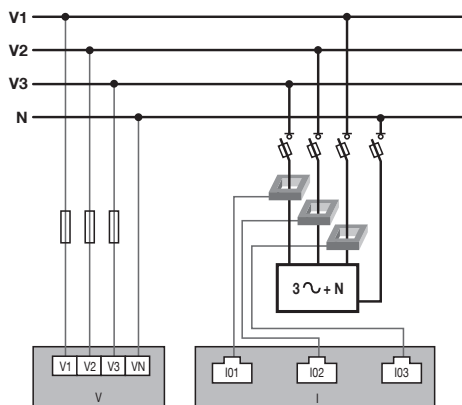 V1
V2
V3
N
3 ∿ + N
V1 V2 V3 VN
I01 I02 I03
V I